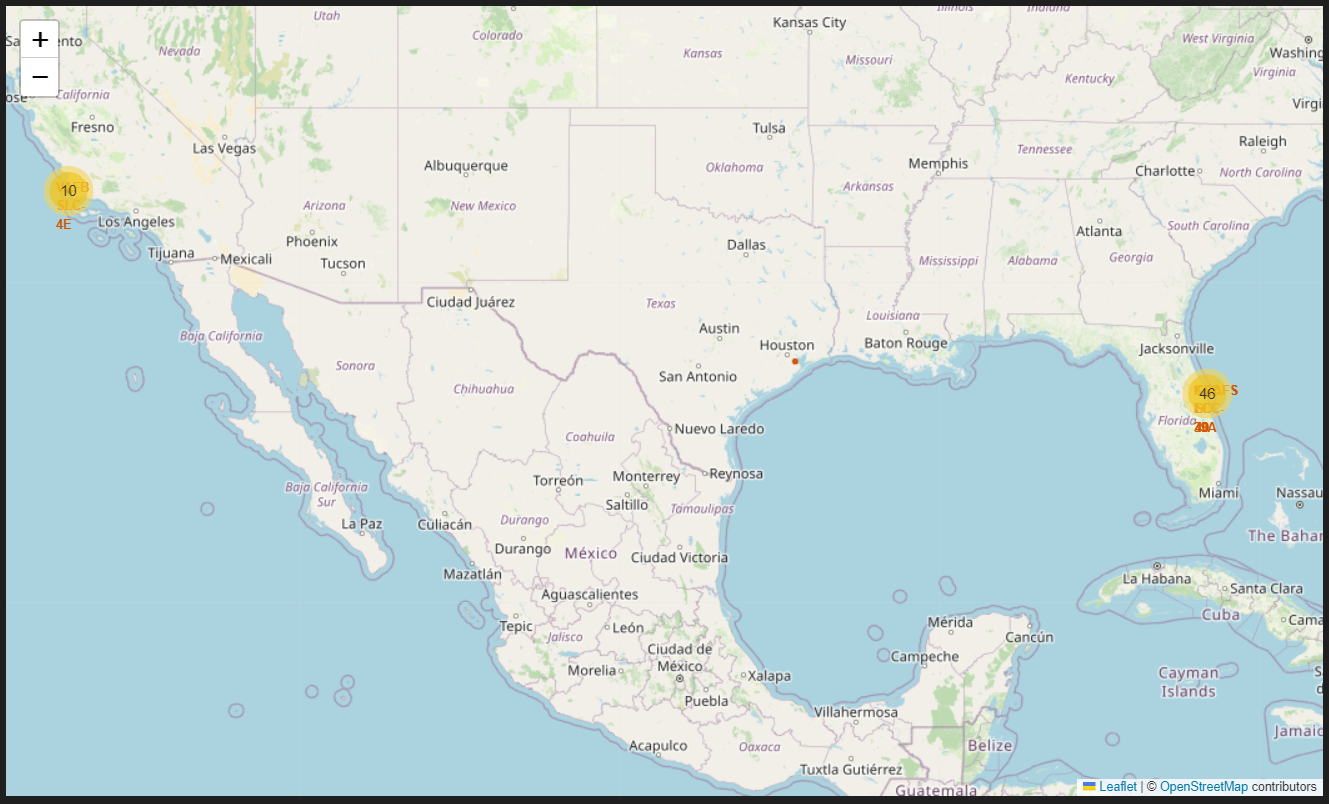 Utah
Colorado
Kansas City
Illinois
Indiana
West Virginia
Washing
Nevada
Kansas
Missouri
Kentucky
Virginia
California
Virgi
Fresno
Las Vegas
Tulsa
Raleigh
Albuquerque
Oklahoma
Memphis
Tennessee
Charlotte
North Carolina
Arkansas
10
SLC-
4E
Los Angeles
Arizona
New Mexico
South Carolina
Phoenix
Dallas
Atlanta
Tijuana
Mexicali
Tucson
Mississippi
Alabama
Georgia
Ciudad Juárez
Texas
Louisiana
Baja California
Austin
Houston
Baton Rouge
Jacksonville
Sonora
San Antonio
Chihuahua
46
Florida
Nuevo Laredo
Coahuila
Torreón
Monterrey
Reynosa
Baja California
Sur
Saltillo
Tamaulipas
Miami
Nassau
La Paz
Culiacán
Durango
The Bahar
Durango
México
Ciudad Victoria
Mazatlán
La Habana
Santa Clara
Aguascalientes
Cuba
Cama
Tepic
Jalisco
León
Mérida
Cancún
Ciudad de
México
Campeche
Morelia
Xalapa
Cayman
Islands
Puebla
Villahermosa
Jamaic
Acapulco
Oaxaca
Belize
Tuxtla Gutiérrez
Guatemala
+
−
Leaflet | © OpenStreetMap contributors